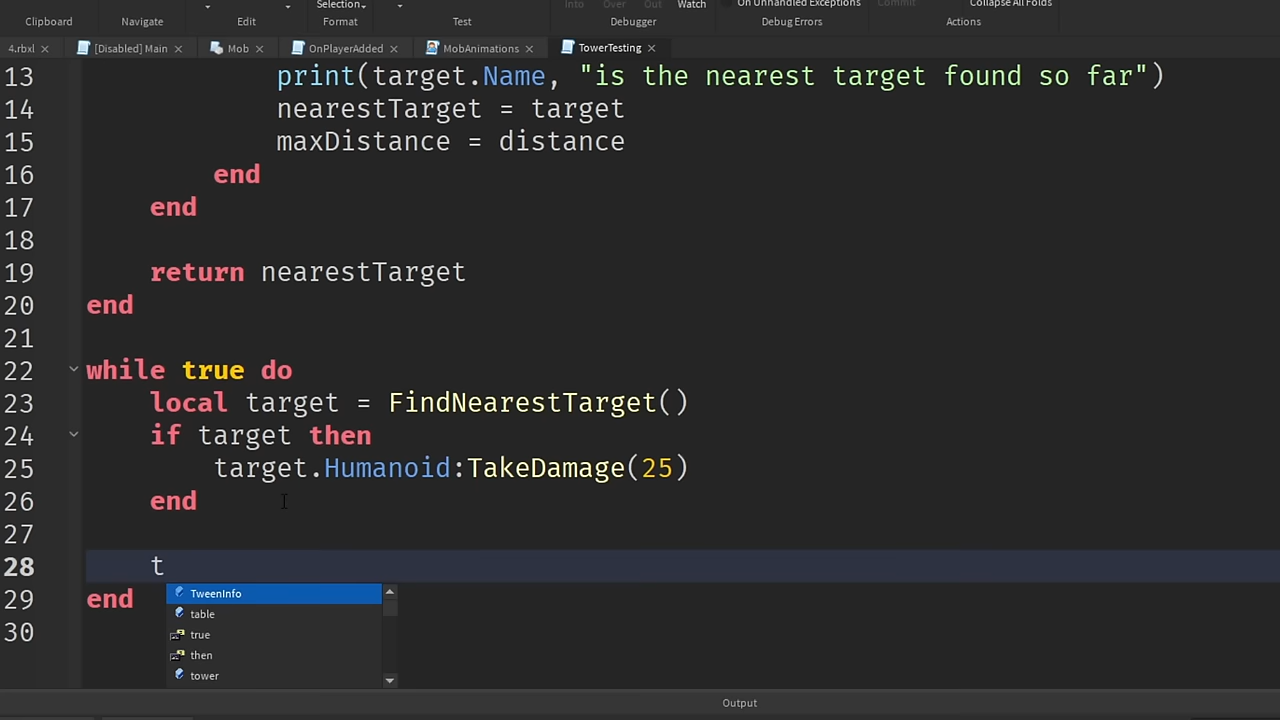 Selection
Into Over Out Watch On Unhandled Exceptions Commit Collapse All Folds
Clipboard Navigate Edit Format Test Debugger Debug Errors Actions
4.rbxl [Disabled] Main Mob OnPlayerAdded MobAnimations TowerTesting
13 print(target.Name, "is the nearest target found so far")
14 nearestTarget = target
15 maxDistance = distance
16 end
17 end
18
19 return nearestTarget
20 end
21
22 while true do
23 local target = FindNearestTarget()
24 if target then
25 target.Humanoid:TakeDamage(25)
26 end
27
28 t
TweenInfo
29 end
table
30
true
then
tower
Output